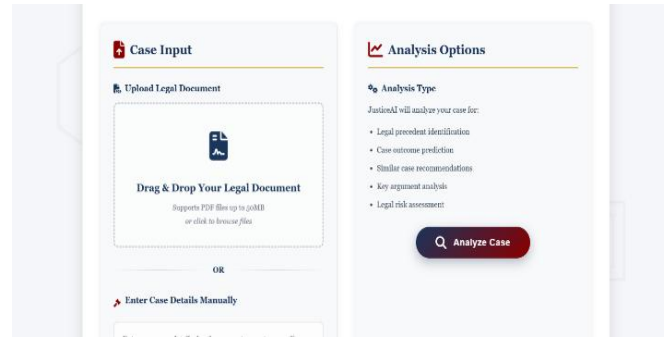 Case Input
Upload Legal Document
Drag & Drop Your Legal Document
Supports PDF files up to 50MB
or click to browse files
OR
Enter Case Details Manually
Analysis Options
Analysis Type
JusticeAI will analyze your case for:
• Legal precedent identification
• Case outcome prediction
• Similar case recommendations
• Key argument analysis
• Legal risk assessment
Analyze Case